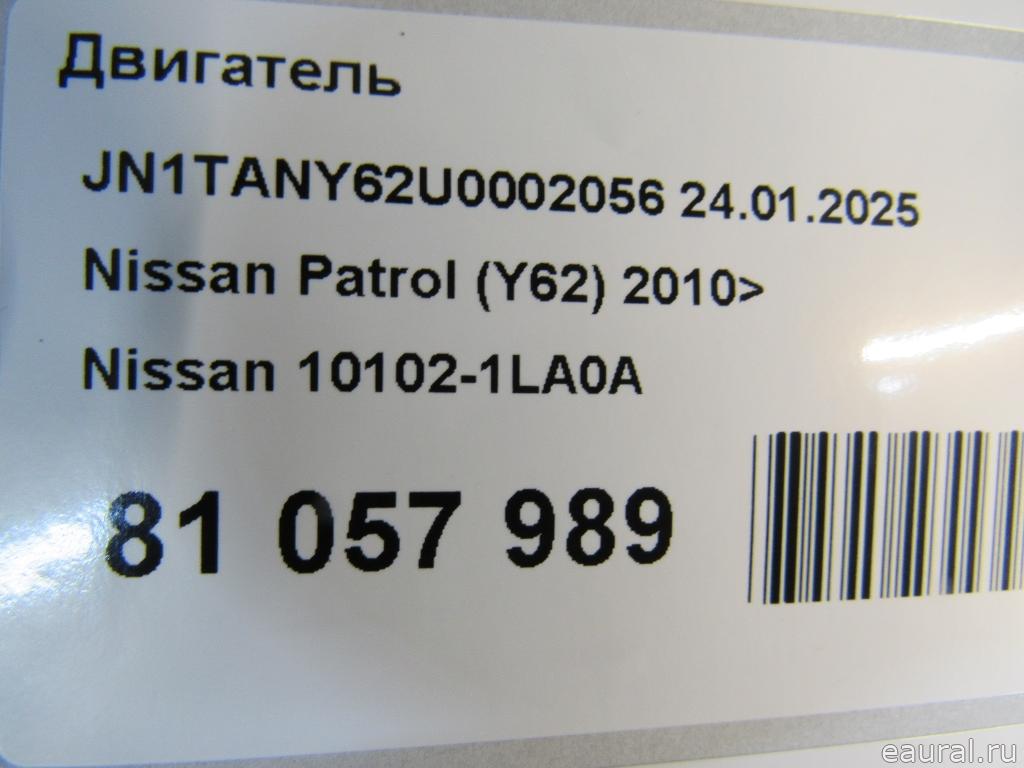 Двигатель
JN1TANY62U0002056 24.01.2025
Nissan Patrol (Y62) 2010>
Nissan 10102-1LA0A
81 057 989
eaural.ru